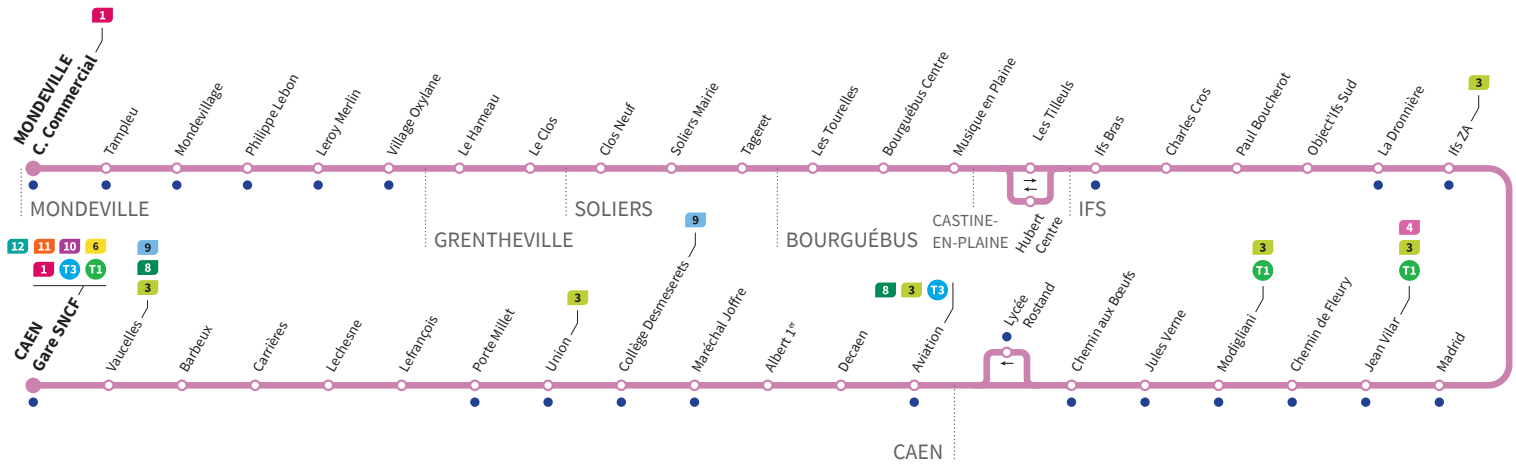 1
MONDEVILLE
C. Commercial
Tampleu
Mondevillage
Philippe Lebon
Leroy Merlin
Village Oxylane
Le Hameau
Le Clos
Clos Neuf
Soliers Mairie
Tageret
Les Tourelles
Bourguébus Centre
Musique en Plaine
Les Tilleuls
Ifs Bras
Charles Cros
Paul Boucherot
Object'Ifs Sud
La Dronnière
Ifs ZA
3
MONDEVILLE
GRENTHEVILLE
SOLIERS
BOURGUÉBUS
CASTINE-
EN-PLAINE
Hubert
Centre
IFS
12 11 10 6
1 T3 T1
CAEN
Gare SNCF
9
8
3
Vaucelles
Barbeux
Carrières
Lechesne
Lefrançois
Porte Millet
3
Union
9
Collège Desmeserets
Maréchal Joffre
Albert 1er
Decaen
8 3 T3
Aviation
Lycée
Rostand
Chemin aux Bœufs
Jules Verne
3
T1
Modigliani
Chemin de Fleury
4
3
T1
Jean Vilar
Madrid
CAEN